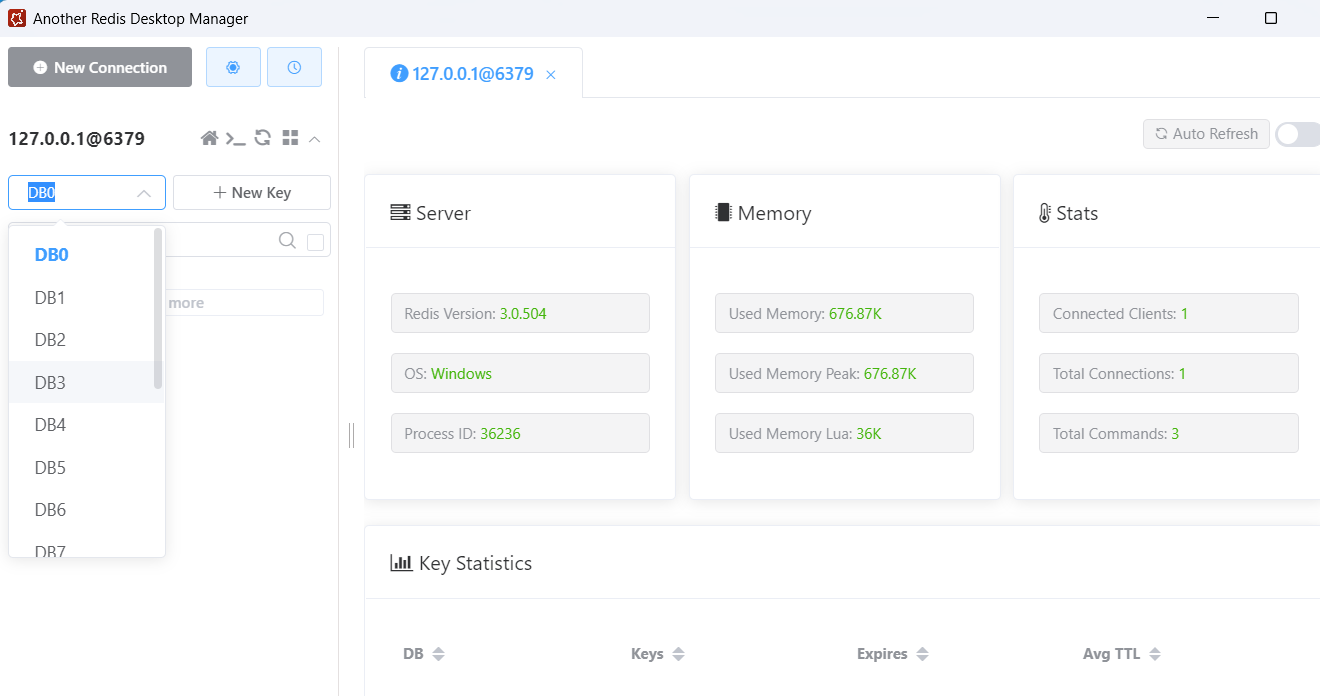 Another Redis Desktop Manager
New Connection
127.0.0.1@6379
DB0
New Key
DB0
DB1
DB2
DB3
DB4
DB5
DB6
DB7
more
127.0.0.1@6379
Auto Refresh
Server
Redis Version: 3.0.504
OS: Windows
Process ID: 36236
Memory
Used Memory: 676.87K
Used Memory Peak: 676.87K
Used Memory Lua: 36K
Stats
Connected Clients: 1
Total Connections: 1
Total Commands: 3
Key Statistics
DB Keys Expires Avg TTL